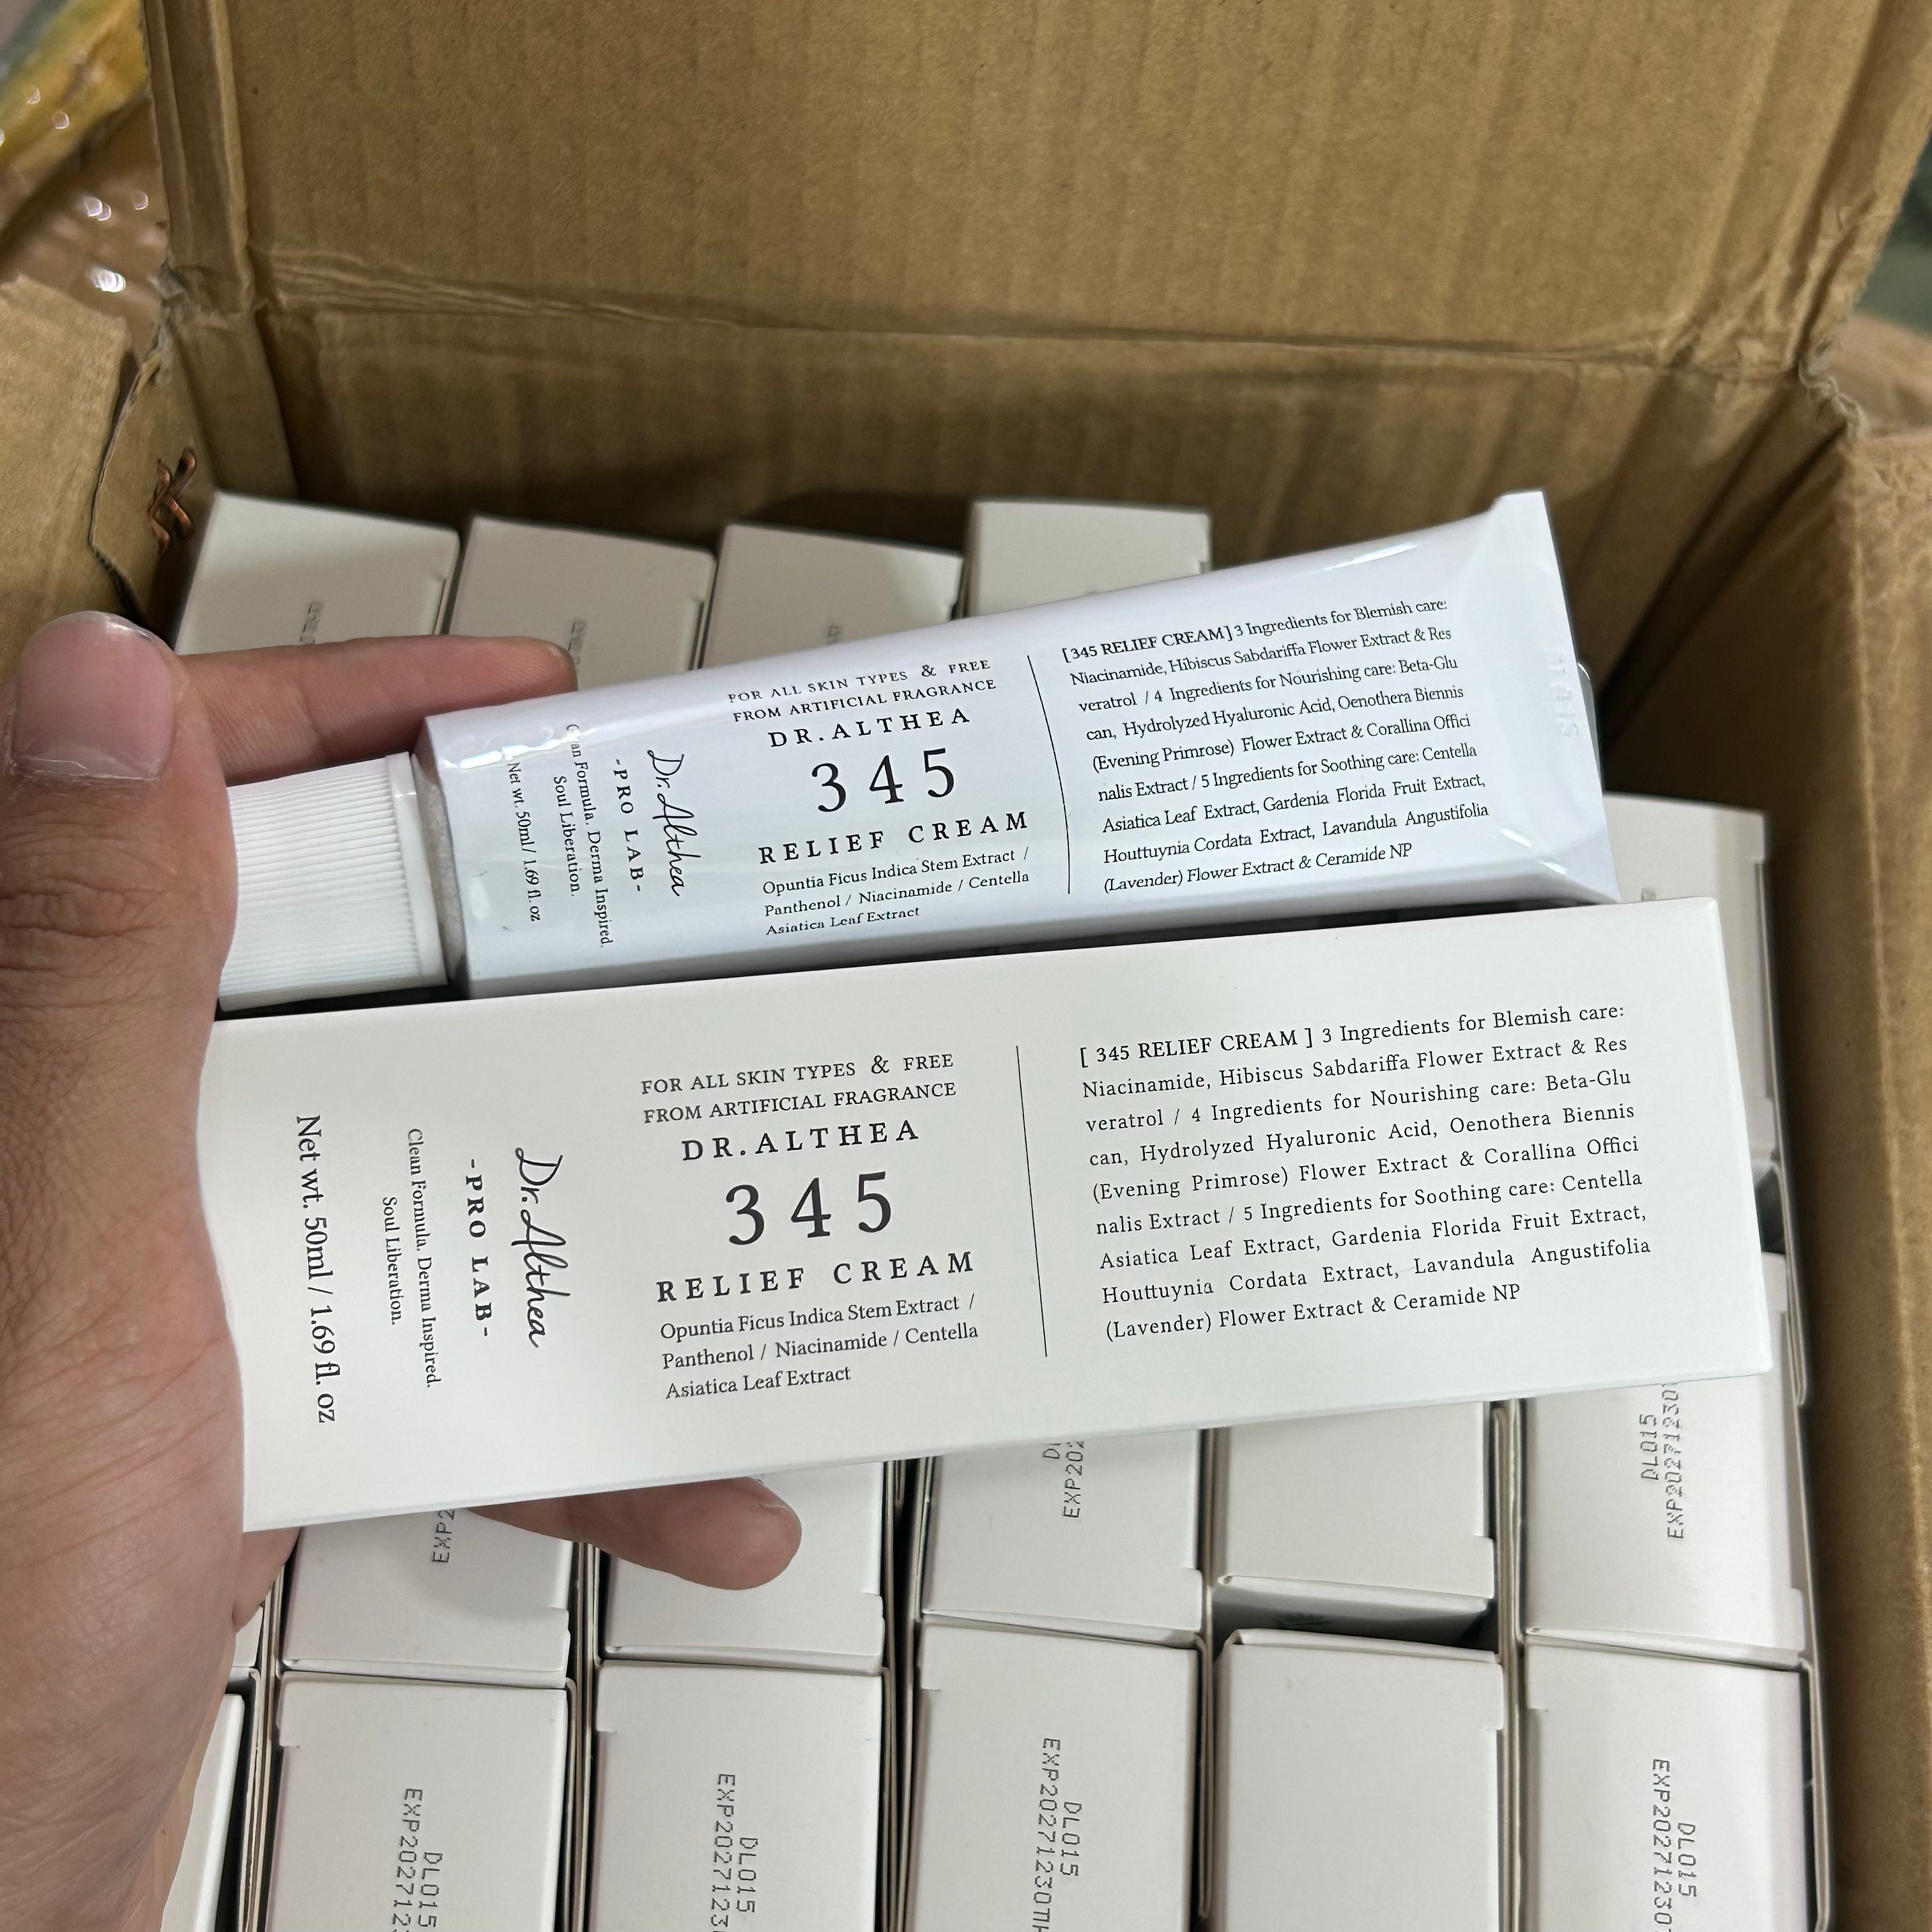 FOR ALL SKIN TYPES & FREE
FROM ARTIFICIAL FRAGRANCE
DR.ALTHEA
345
RELIEF CREAM
Opuntia Ficus Indica Stem Extract /
Panthenol / Niacinamide / Centella
Asiatica Leaf Extract
[345 RELIEF CREAM] 3 Ingredients for Blemish care:
Niacinamide, Hibiscus Sabdariffa Flower Extract & Res
veratrol / 4 Ingredients for Nourishing care: Beta-Glu
can, Hydrolyzed Hyaluronic Acid, Oenothera Biennis
(Evening Primrose) Flower Extract & Corallina Offici
nalis Extract / 5 Ingredients for Soothing care: Centella
Asiatica Leaf Extract, Gardenia Florida Fruit Extract,
Houttuynia Cordata Extract, Lavandula Angustifolia
(Lavender) Flower Extract & Ceramide NP
Dr.Althea
-PRO LAB-
Formula. Derma Inspired.
Soul Liberation.
Net wt. 50ml / 1.69 fl. oz
FOR ALL SKIN TYPES & FREE
FROM ARTIFICIAL FRAGRANCE
DR.ALTHEA
345
RELIEF CREAM
Opuntia Ficus Indica Stem Extract /
Panthenol / Niacinamide / Centella
Asiatica Leaf Extract
[ 345 RELIEF CREAM ] 3 Ingredients for Blemish care:
Niacinamide, Hibiscus Sabdariffa Flower Extract & Res
veratrol / 4 Ingredients for Nourishing care: Beta-Glu
can, Hydrolyzed Hyaluronic Acid, Oenothera Biennis
(Evening Primrose) Flower Extract & Corallina Offici
nalis Extract / 5 Ingredients for Soothing care: Centella
Asiatica Leaf Extract, Gardenia Florida Fruit Extract,
Houttuynia Cordata Extract, Lavandula Angustifolia
(Lavender) Flower Extract & Ceramide NP
Dr.Althea
-PRO LAB-
Clean Formula. Derma Inspired.
Soul Liberation.
Net wt. 50ml / 1.69 fl. oz
EXP2
EXP202
DL015
EXP20271230
DL015
EXP202712
DL015
EXP2027123
DL015
EXP20271230
DL015
EXP20271230